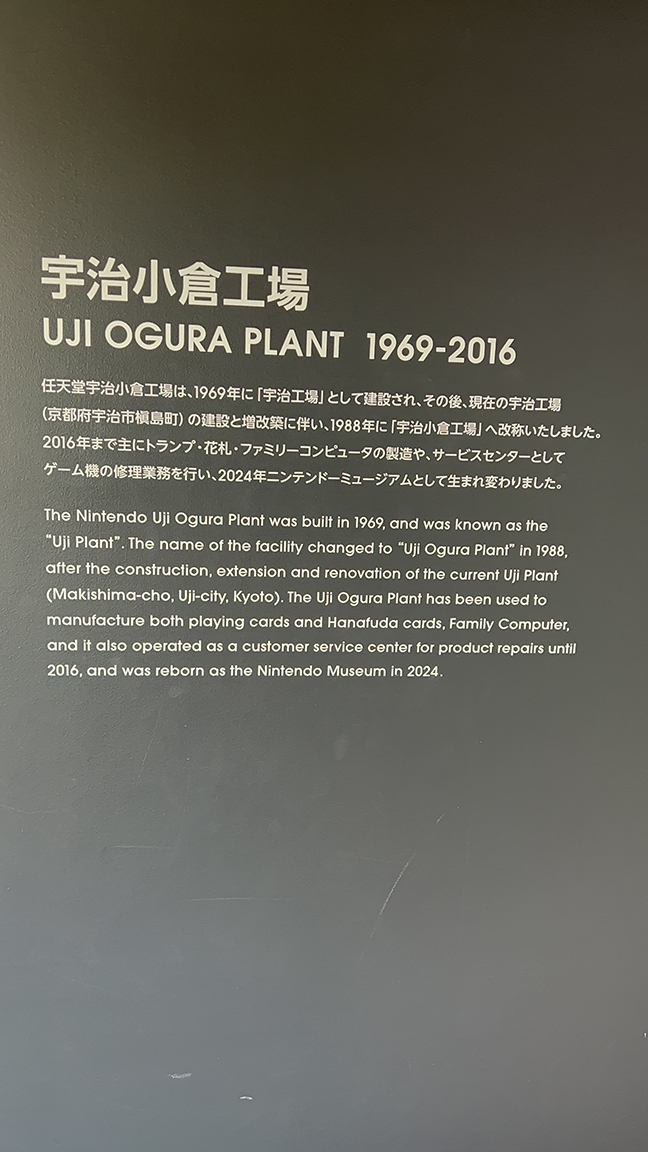 宇治小倉工場
UJI OGURA PLANT 1969-2016
任天堂宇治小倉工場は、1969年に「宇治工場」として建設され、その後、現在の宇治工場
(京都府宇治市槇島町) の建設と増改築に伴い、1988年に「宇治小倉工場」へ改称いたしました。
2016年まで主にトランプ・花札・ファミリーコンピュータの製造や、サービスセンターとして
ゲーム機の修理業務を行い、2024年ニンテンドーミュージアムとして生まれ変わりました。
The Nintendo Uji Ogura Plant was built in 1969, and was known as the
“Uji Plant”. The name of the facility changed to “Uji Ogura Plant” in 1988,
after the construction, extension and renovation of the current Uji Plant
(Makishima-cho, Uji-city, Kyoto). The Uji Ogura Plant has been used to
manufacture both playing cards and Hanafuda cards, Family Computer,
and it also operated as a customer service center for product repairs until
2016, and was reborn as the Nintendo Museum in 2024.